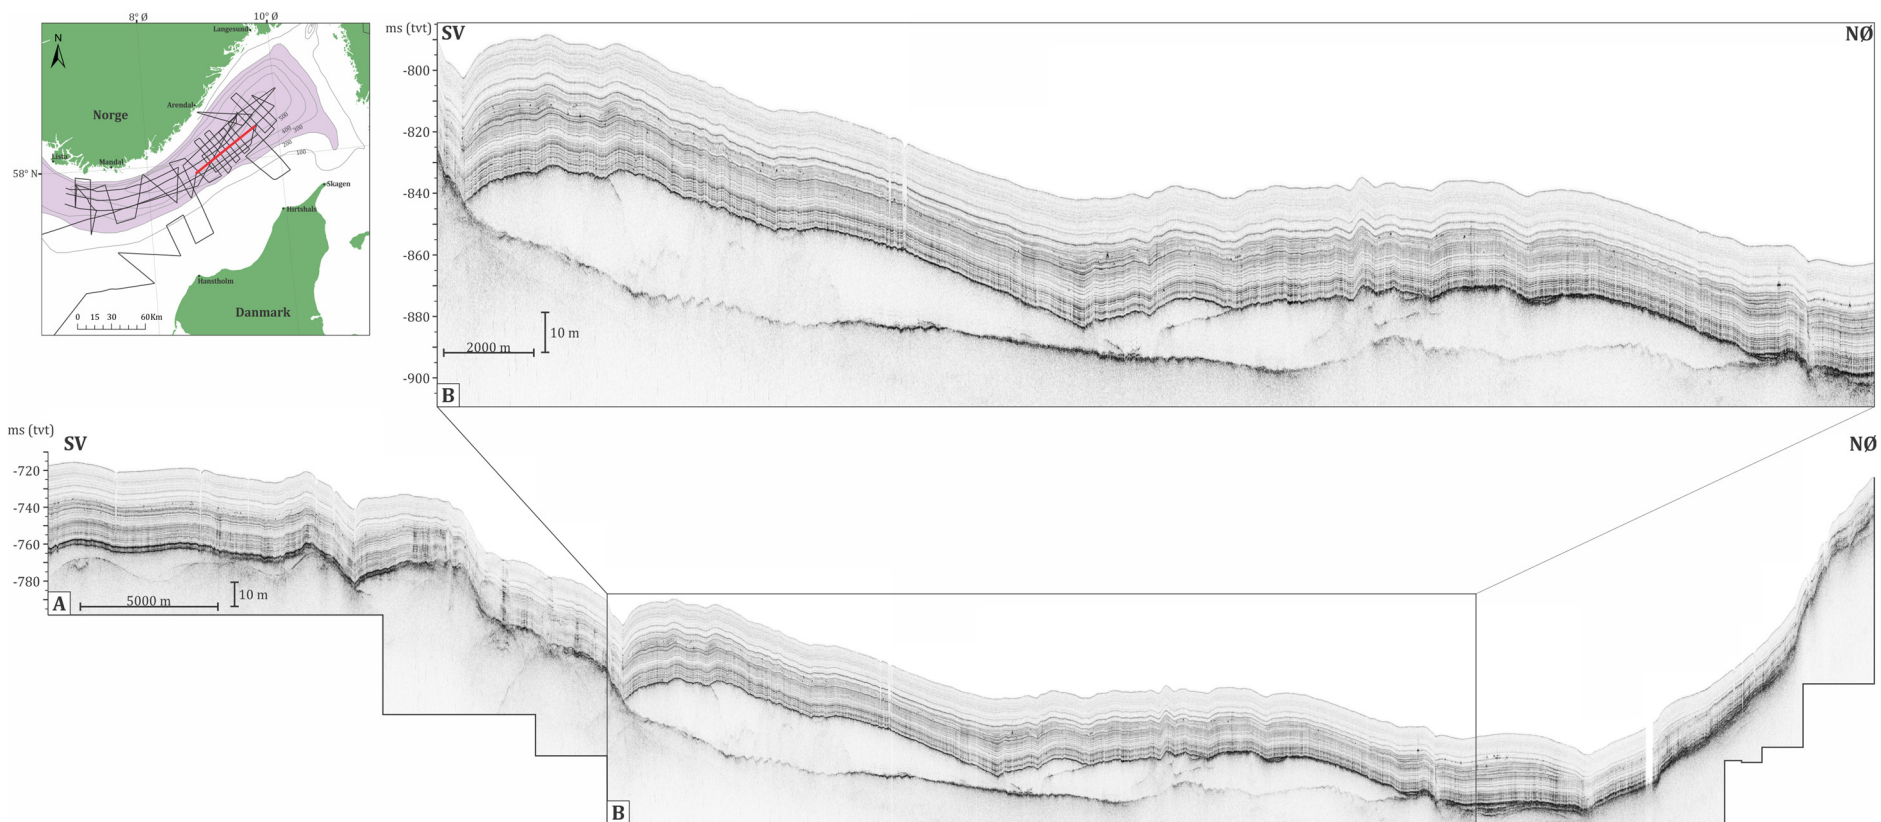 8° Ø
10° Ø
Langesund
N
Norge
Arendal
Lista
Mandal
58° N
500
400
300
200
100
Skagen
Hirtshals
Hanstholm
Danmark
0 15 30 60Km
ms (tvt)
SV
NØ
-800
-820
-840
-860
-880
-900
10 m
2000 m
B
ms (tvt)
SV
NØ
-720
-740
-760
-780
A
5000 m
10 m
B